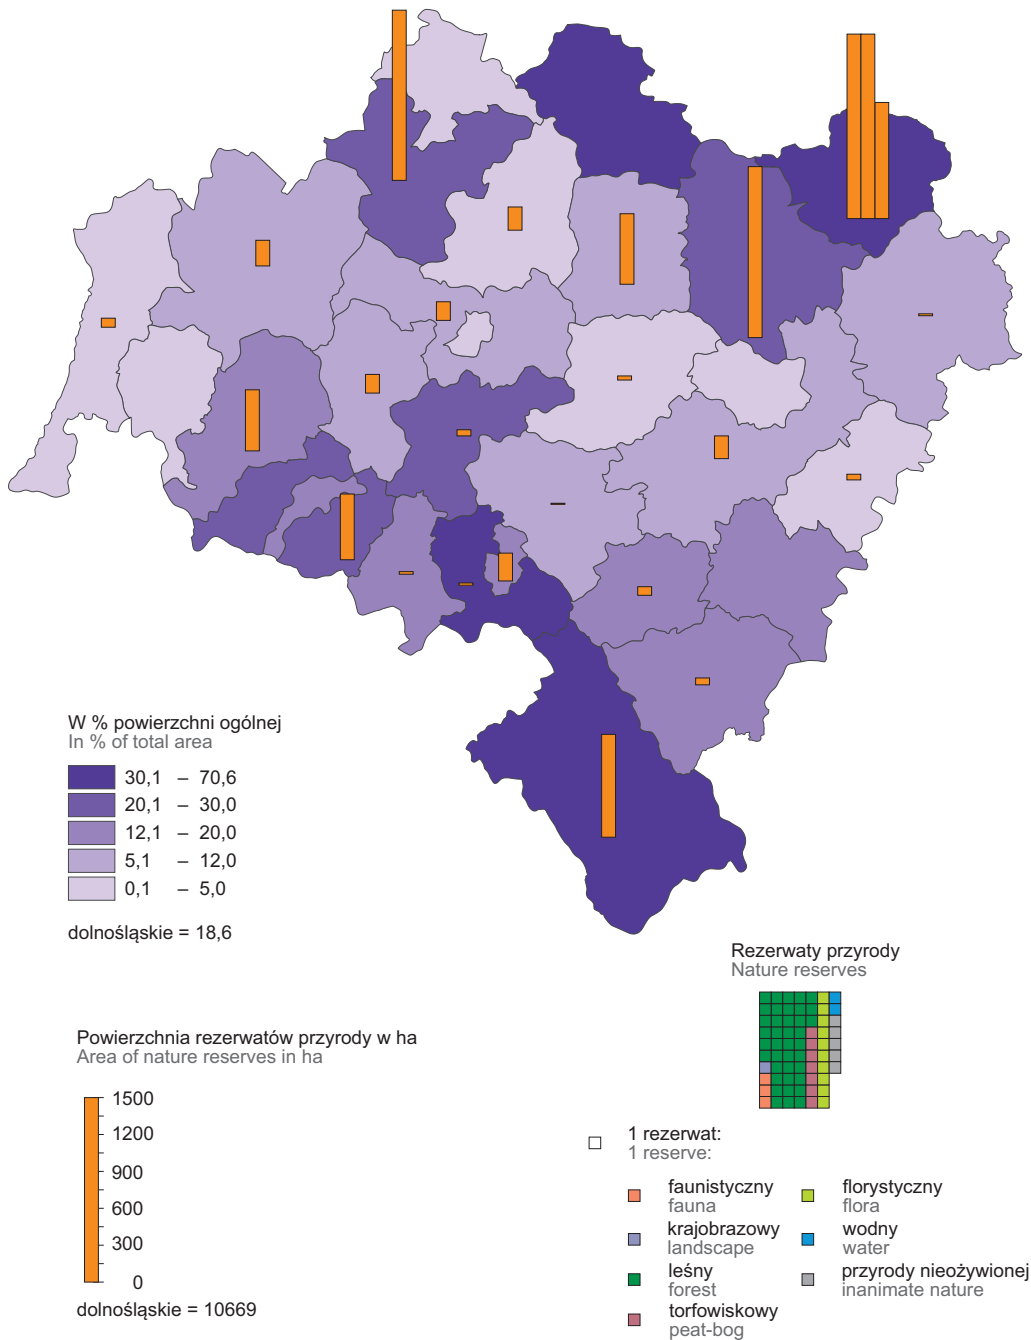 W % powierzchni ogólnej
In % of total area
30,1 – 70,6
20,1 – 30,0
12,1 – 20,0
5,1 – 12,0
0,1 – 5,0
dolnośląskie = 18,6
Powierzchnia rezerwatów przyrody w ha
Area of nature reserves in ha
1500
1200
900
600
300
0
dolnośląskie = 10669
Rezerwaty przyrody
Nature reserves
1 rezerwat:
1 reserve:
faunistyczny
fauna
krajobrazowy
landscape
leśny
forest
torfowiskowy
peat-bog
florystyczny
flora
wodny
water
przyrody nieożywionej
inanimate nature